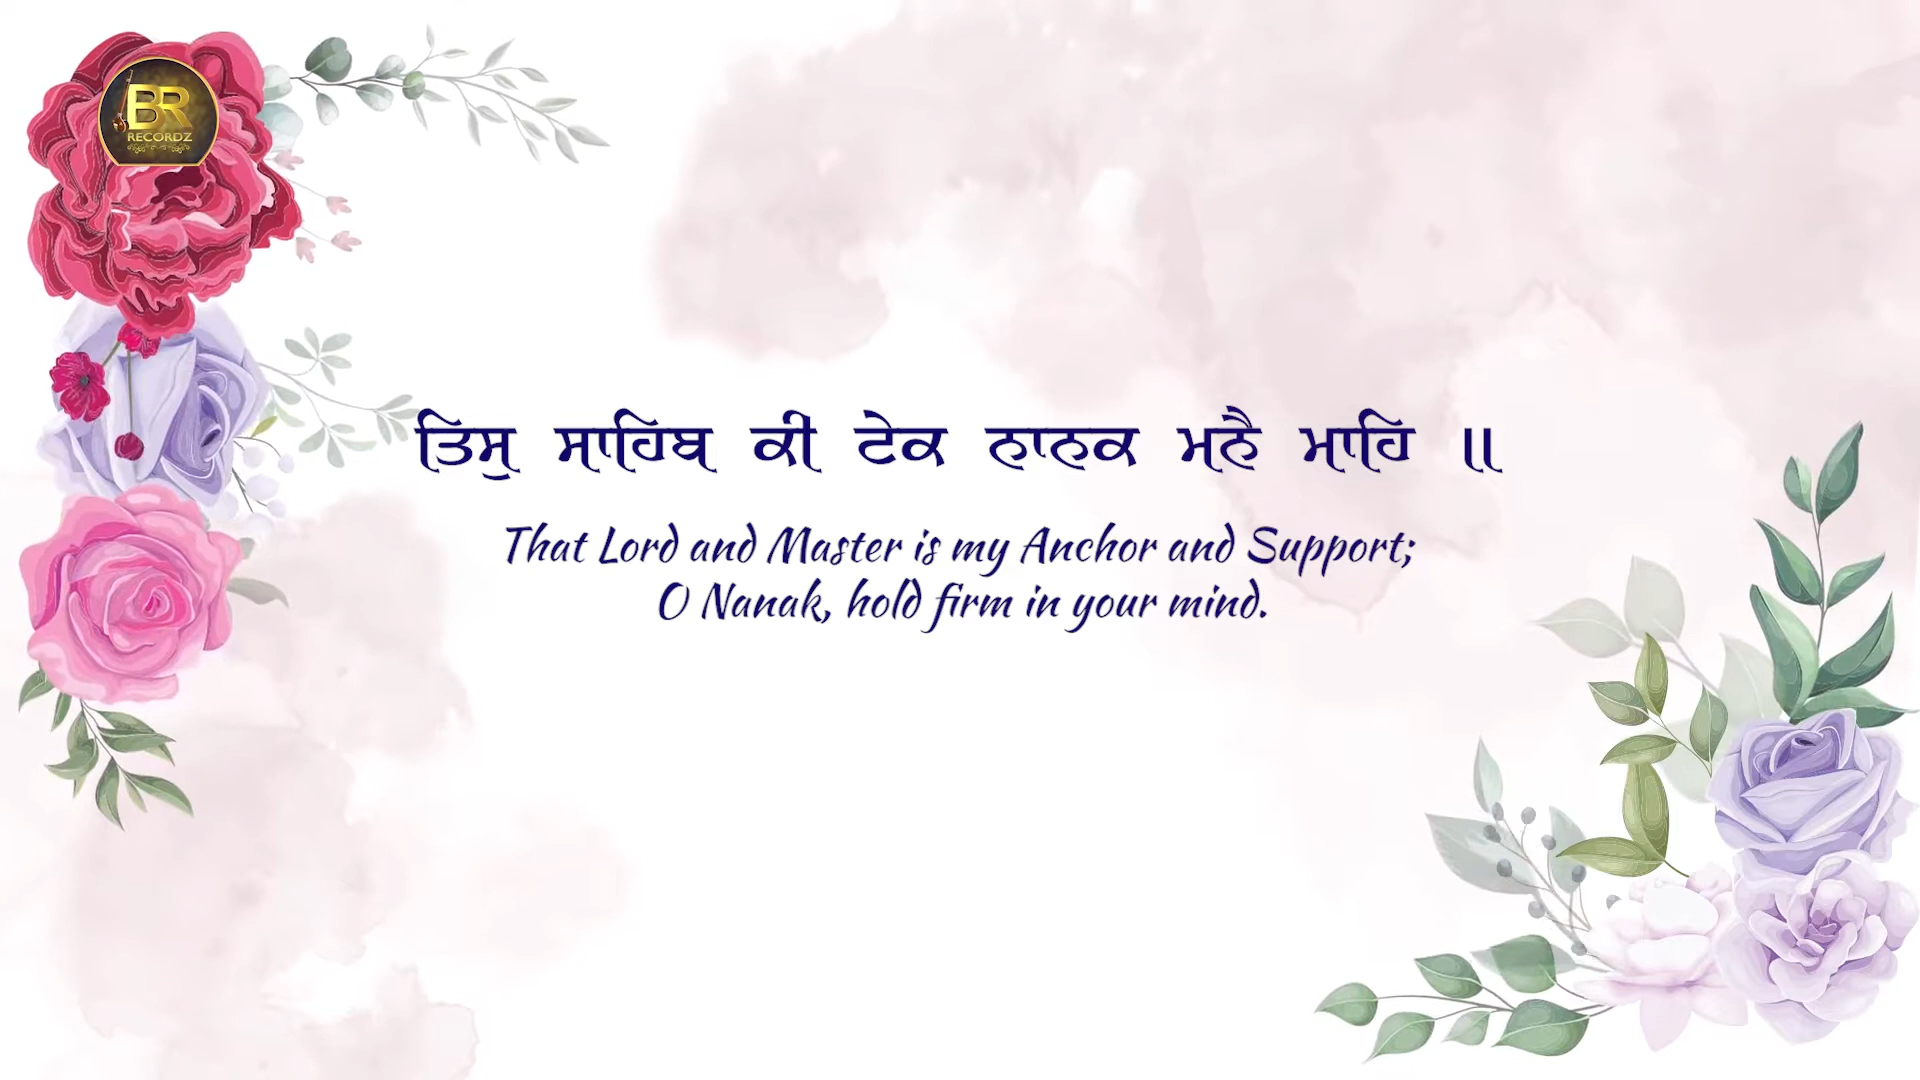 BR
RECORDZ
ਤਿਸੁ ਸਾਹਿਬ ਕੀ ਟੇਕ ਨਾਨਕ ਮਨੈ ਮਾਹਿ ॥
That Lord and Master is my Anchor and Support;
O Nanak, hold firm in your mind.